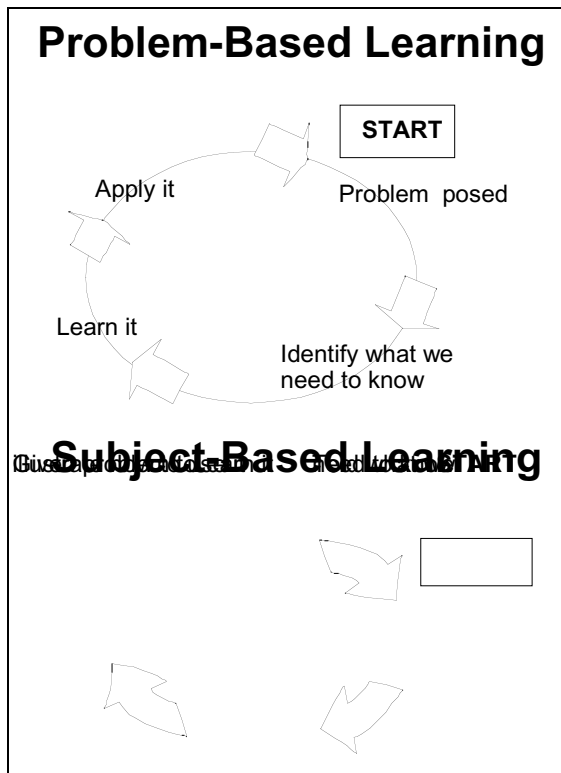 Problem-Based Learning
START
Problem posed
Apply it
Learn it
Identify what we
need to know
Subject-Based Learning
START